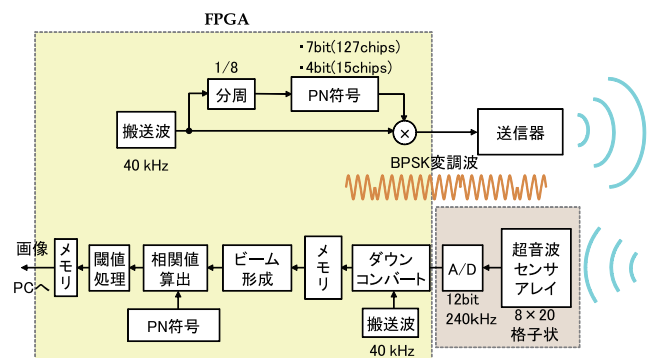 FPGA
・7bit(127chips)
・4bit(15chips)
1/8
分周
PN符号
搬送波
40 kHz
×
送信器
BPSK変調波
画像
PCへ
メモリ
閾値
処理
相関値
算出
ビーム
形成
メモリ
ダウン
コンバート
A/D
超音波
センサ
アレイ
12bit
240kHz
8×20
格子状
PN符号
搬送波
40 kHz